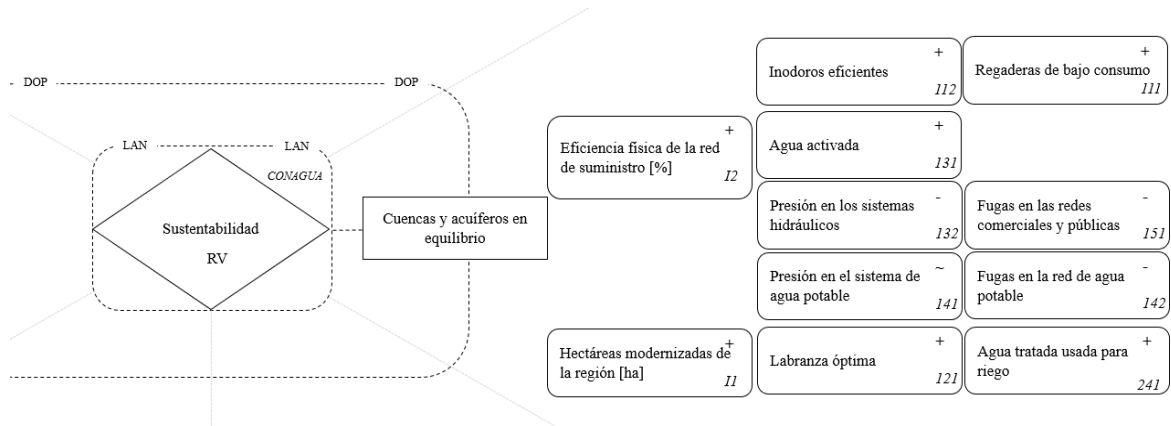 DOP
DOP
LAN
LAN
CONAGUA
Sustentabilidad
RV
Cuencas y acuíferos en
equilibrio
+
Eficiencia física de la red
de suministro [%]
I2
+
Hectáreas modernizadas de
la región [ha]
I1
+
Inodoros eficientes
112
+
Regaderas de bajo consumo
111
+
Agua activada
131
-
Presión en los sistemas
hidráulicos
132
-
Fugas en las redes
comerciales y públicas
151
~
Presión en el sistema de
agua potable
141
-
Fugas en la red de agua
potable
142
+
Labranza óptima
121
+
Agua tratada usada para
riego
241